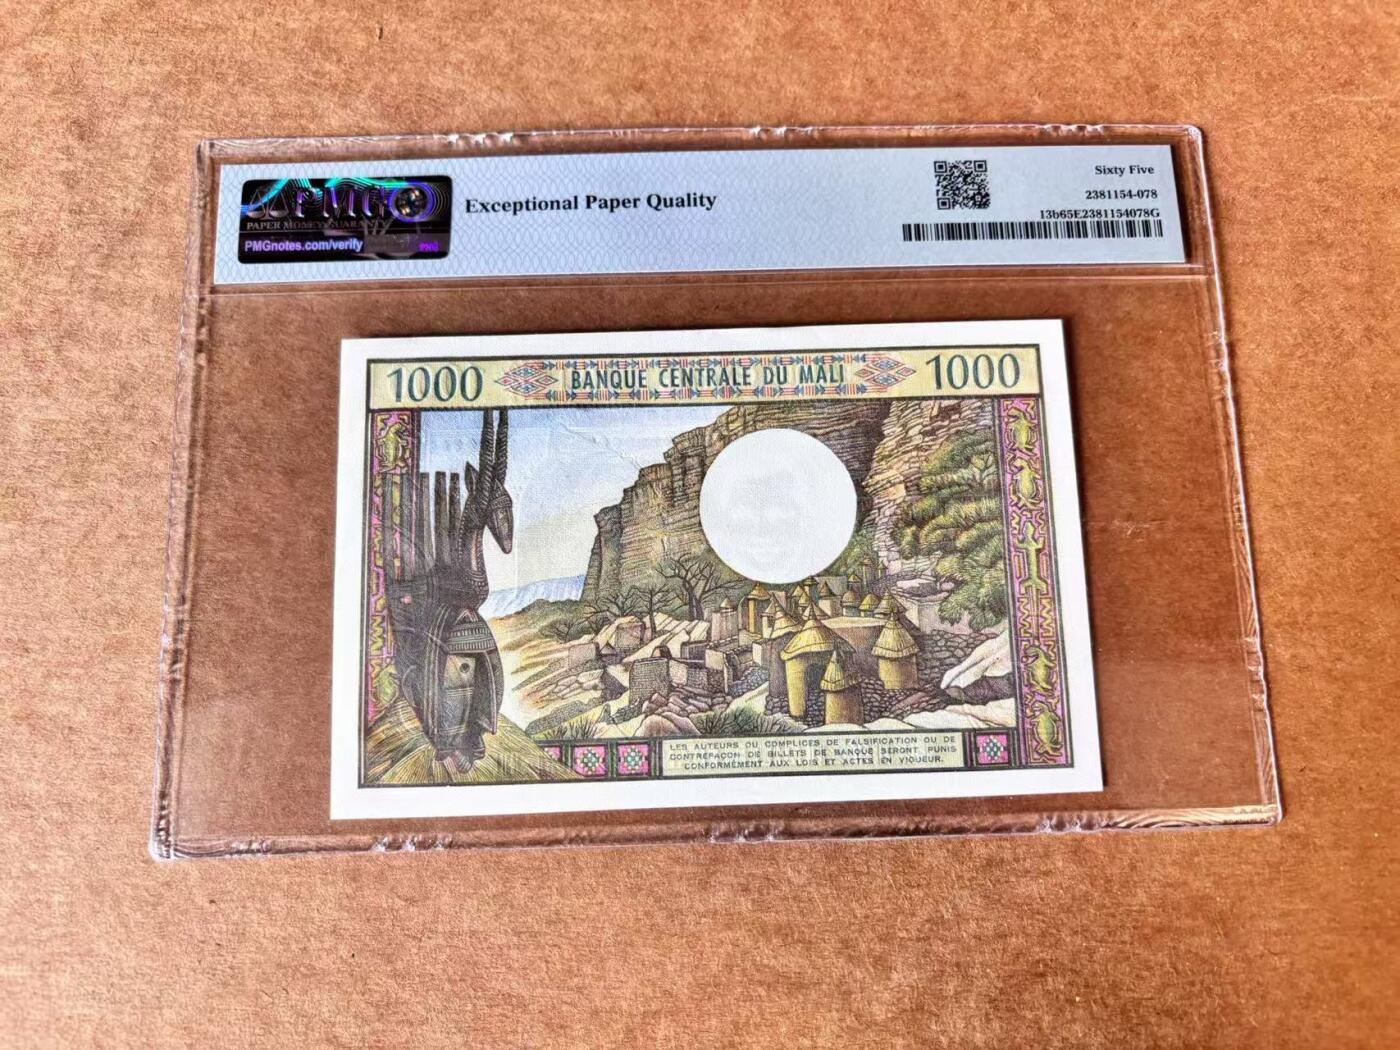 PMG
PAPER MONEY GUARANTY
PMGnotes.com/verify
PMG
Exceptional Paper Quality
Sixty Five
2381154-078
13b65E2381154078G
1000
BANQUE CENTRALE DU MALI
1000
LES AUTEURS OU COMPLICES DE FALSIFICATION OU DE
CONTREFAÇON DE BILLETS DE BANQUE SERONT PUNIS
CONFORMÉMENT AUX LOIS ET ACTES EN VIGUEUR.